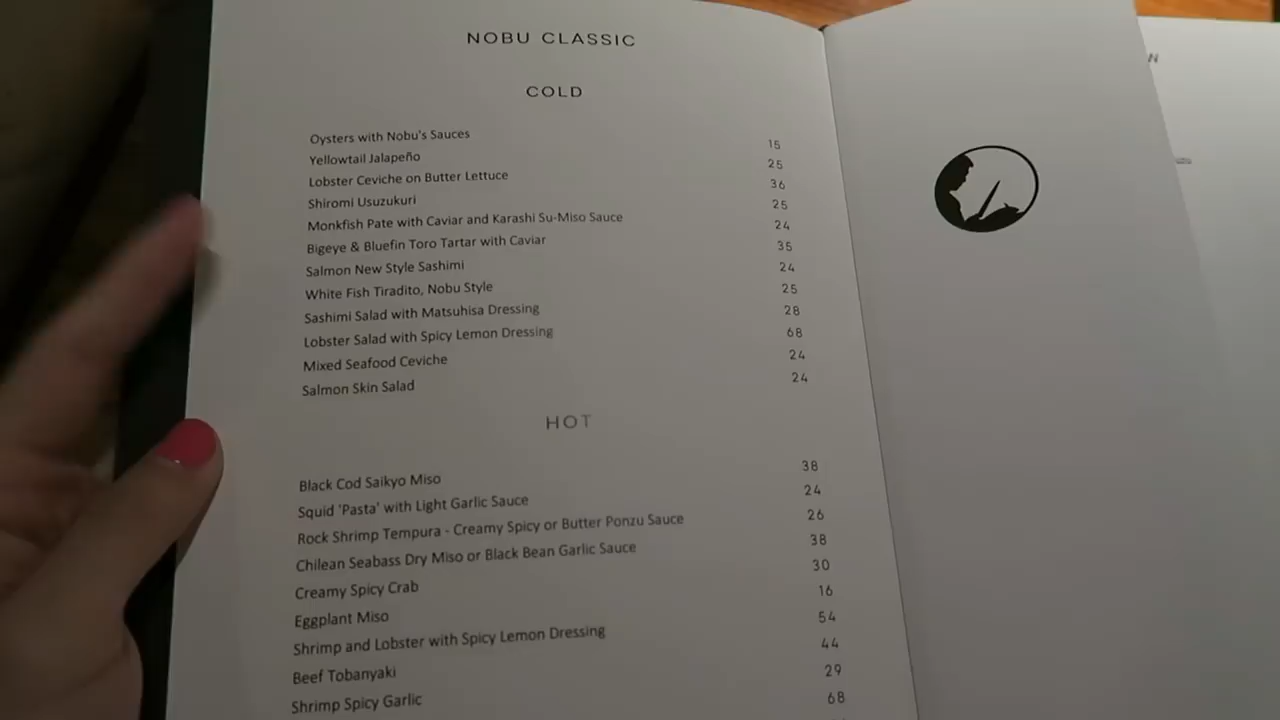 NOBU CLASSIC
COLD
Oysters with Nobu's Sauces 15
Yellowtail Jalapeño 25
Lobster Ceviche on Butter Lettuce 36
Shiromi Usuzukuri 25
Monkfish Pate with Caviar and Karashi Su-Miso Sauce 24
Bigeye & Bluefin Toro Tartar with Caviar 35
Salmon New Style Sashimi 24
White Fish Tiradito, Nobu Style 25
Sashimi Salad with Matsuhisa Dressing 28
Lobster Salad with Spicy Lemon Dressing 68
Mixed Seafood Ceviche 24
Salmon Skin Salad 24
HOT
Black Cod Saikyo Miso 38
Squid 'Pasta' with Light Garlic Sauce 24
Rock Shrimp Tempura - Creamy Spicy or Butter Ponzu Sauce 26
Chilean Seabass Dry Miso or Black Bean Garlic Sauce 38
Creamy Spicy Crab 30
Eggplant Miso 16
Shrimp and Lobster with Spicy Lemon Dressing 54
Beef Tobanyaki 44
Shrimp Spicy Garlic 29
68
N